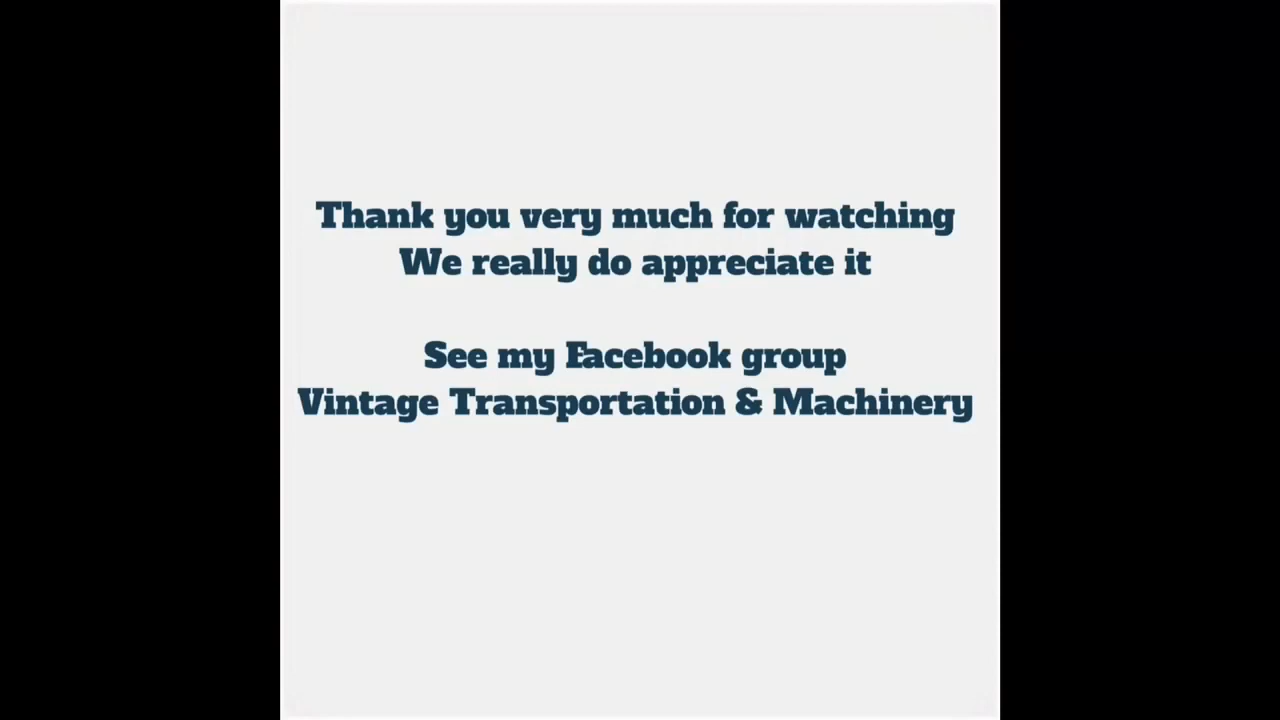 Thank you very much for watching
We really do appreciate it
See my Facebook group
Vintage Transportation & Machinery